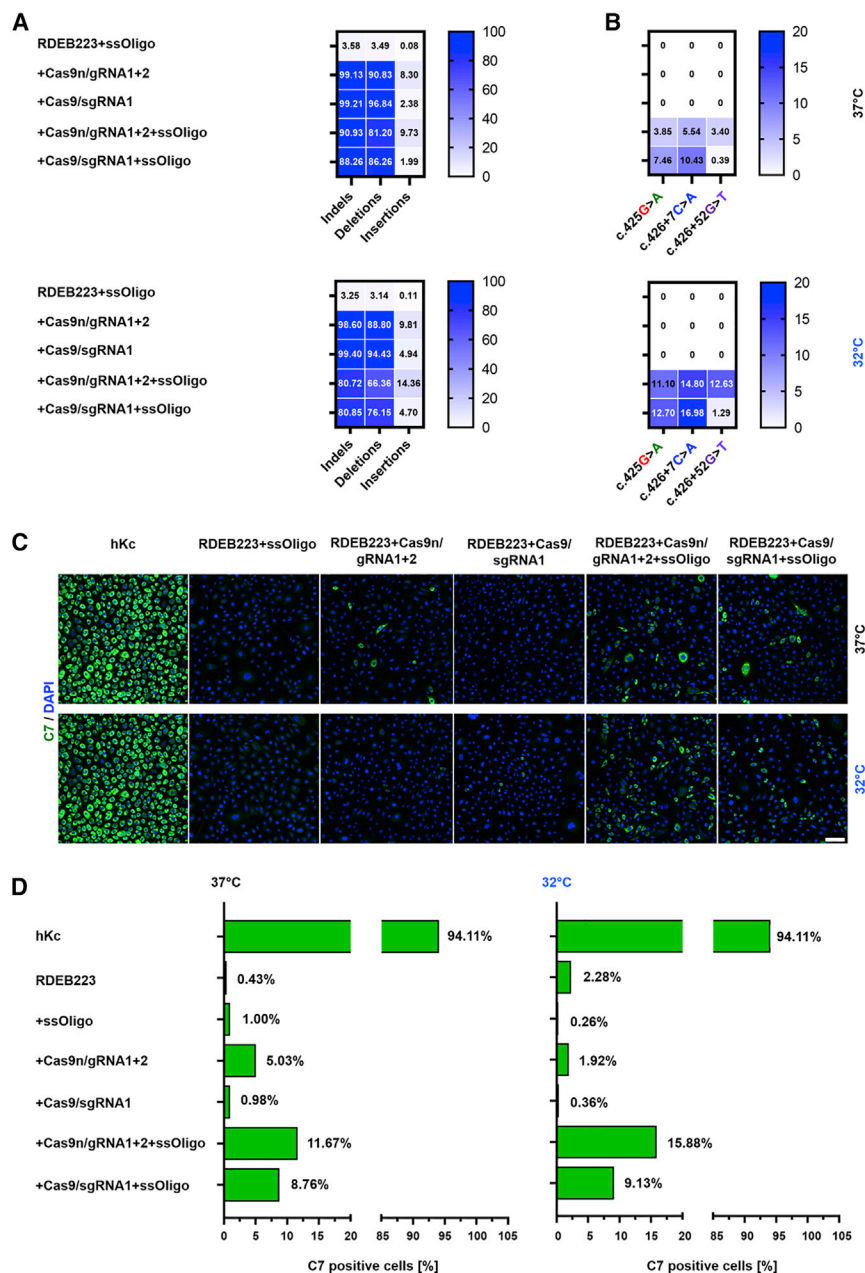 A
RDEB223+ssOligo
+Cas9n/gRNA1+2
+Cas9/sgRNA1
+Cas9n/gRNA1+2+ssOligo
+Cas9/sgRNA1+ssOligo
3.58 3.49 0.08
99.13 90.83 8.30
99.21 96.84 2.38
90.93 81.20 9.73
88.26 86.26 1.99
Indels
Deletions
Insertions
100
80
60
40
20
0
B
0 0 0
0 0 0
0 0 0
3.85 5.54 3.40
7.46 10.43 0.39
c.425G>A
c.426+7C>A
c.426+52G>T
20
15
10
5
0
37°C
RDEB223+ssOligo
+Cas9n/gRNA1+2
+Cas9/sgRNA1
+Cas9n/gRNA1+2+ssOligo
+Cas9/sgRNA1+ssOligo
3.25 3.14 0.11
98.60 88.80 9.81
99.40 94.43 4.94
80.72 66.36 14.36
80.85 76.15 4.70
Indels
Deletions
Insertions
100
80
60
40
20
0
0 0 0
0 0 0
0 0 0
11.10 14.80 12.63
12.70 16.98 1.29
c.425G>A
c.426+7C>A
c.426+52G>T
20
15
10
5
0
32°C
C
hKc
RDEB223+ssOligo
RDEB223+Cas9n/
gRNA1+2
RDEB223+Cas9/
sgRNA1
RDEB223+Cas9n/
gRNA1+2+ssOligo
RDEB223+Cas9/
sgRNA1+ssOligo
C7 / DAPI
37°C
32°C
D
37°C
hKc
RDEB223
+ssOligo
+Cas9n/gRNA1+2
+Cas9/sgRNA1
+Cas9n/gRNA1+2+ssOligo
+Cas9/sgRNA1+ssOligo
94.11%
0.43%
1.00%
5.03%
0.98%
11.67%
8.76%
0 5 10 15 20 85 90 95 100 105
C7 positive cells [%]
32°C
94.11%
2.28%
0.26%
1.92%
0.36%
15.88%
9.13%
0 5 10 15 20 85 90 95 100 105
C7 positive cells [%]